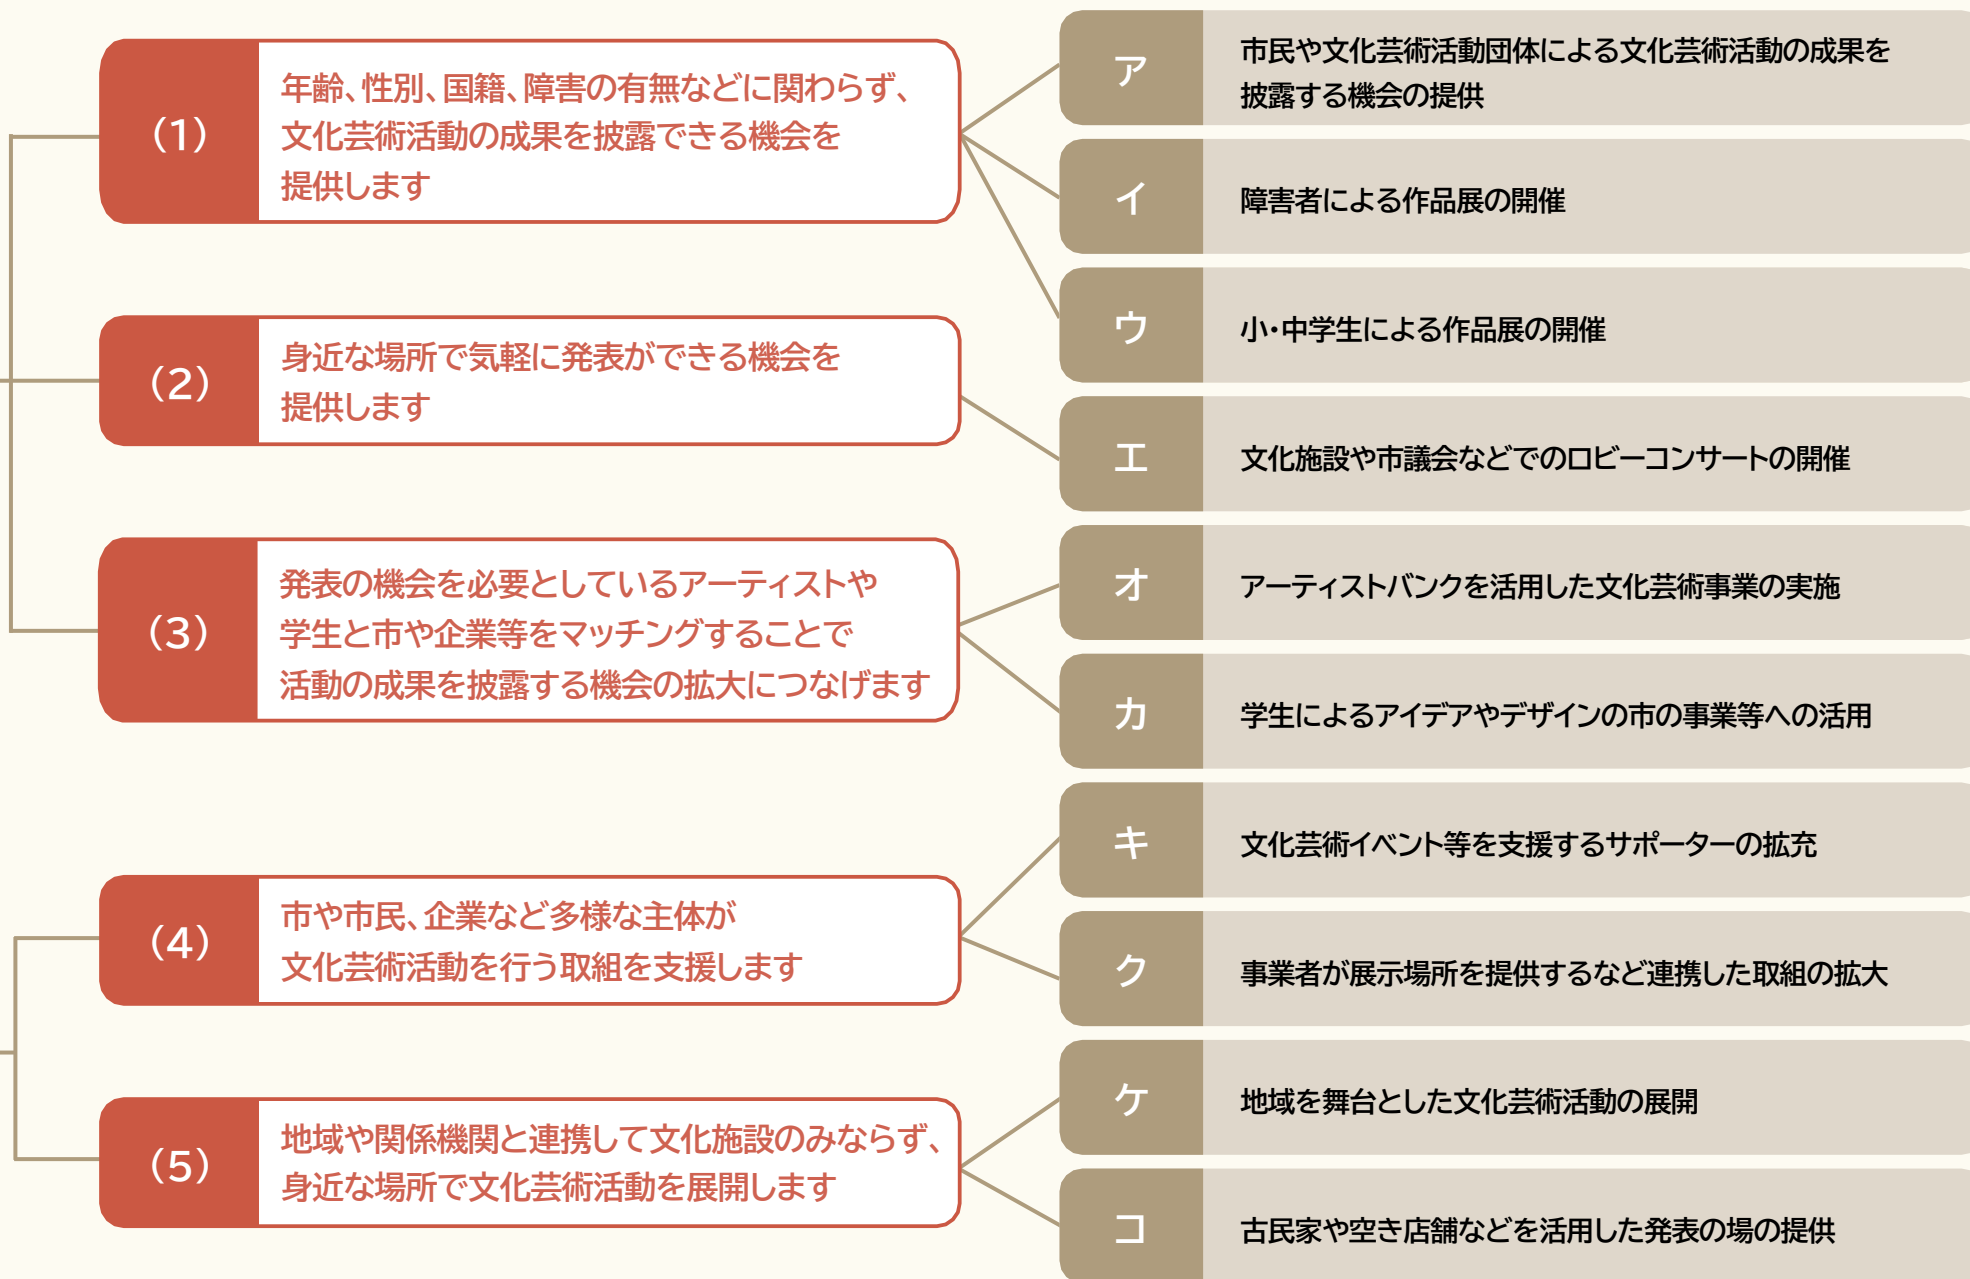 (1)
年齢、性別、国籍、障害の有無などに関わらず、
文化芸術活動の成果を披露できる機会を
提供します
ア
市民や文化芸術活動団体による文化芸術活動の成果を
披露する機会の提供
イ
障害者による作品展の開催
ウ
小・中学生による作品展の開催
(2)
身近な場所で気軽に発表ができる機会を
提供します
エ
文化施設や市議会などでのロビーコンサートの開催
(3)
発表の機会を必要としているアーティストや
学生と市や企業等をマッチングすることで
活動の成果を披露する機会の拡大につなげます
オ
アーティストバンクを活用した文化芸術事業の実施
カ
学生によるアイデアやデザインの市の事業等への活用
(4)
市や市民、企業など多様な主体が
文化芸術活動を行う取組を支援します
キ
文化芸術イベント等を支援するサポーターの拡充
ク
事業者が展示場所を提供するなど連携した取組の拡大
(5)
地域や関係機関と連携して文化施設のみならず、
身近な場所で文化芸術活動を展開します
ケ
地域を舞台とした文化芸術活動の展開
コ
古民家や空き店舗などを活用した発表の場の提供